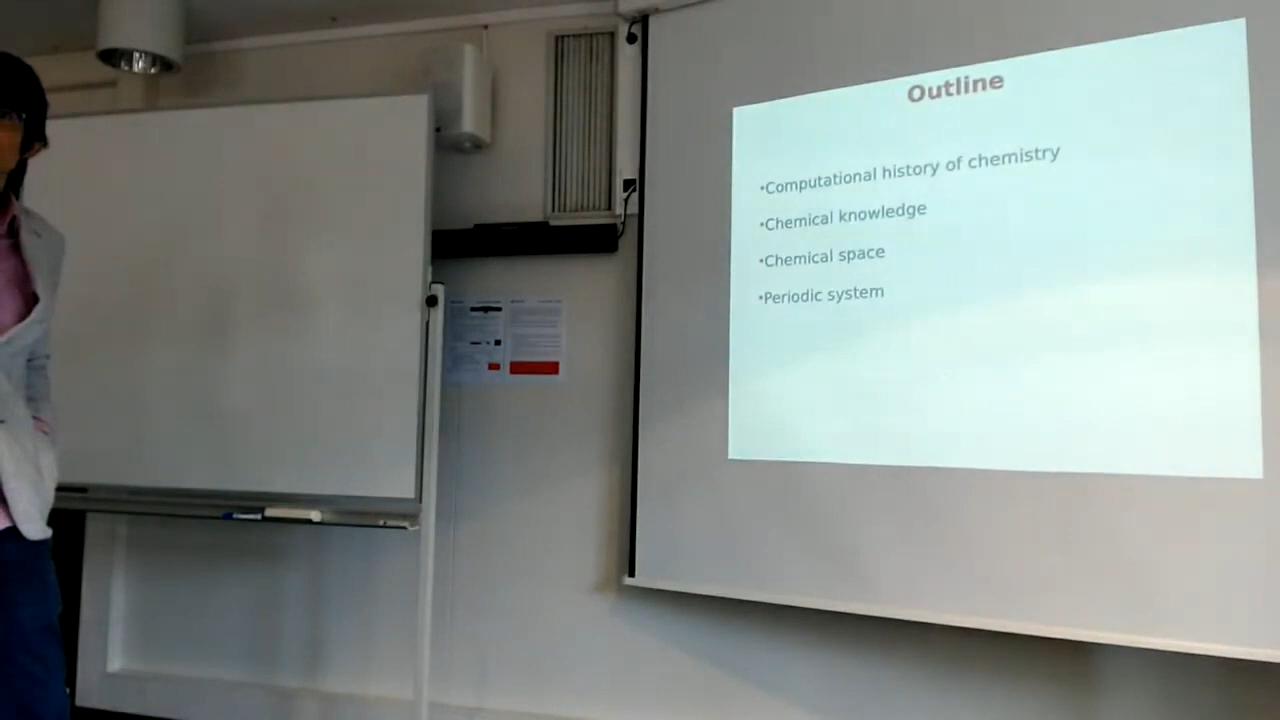 Outline
•Computational history of chemistry
•Chemical knowledge
•Chemical space
•Periodic system